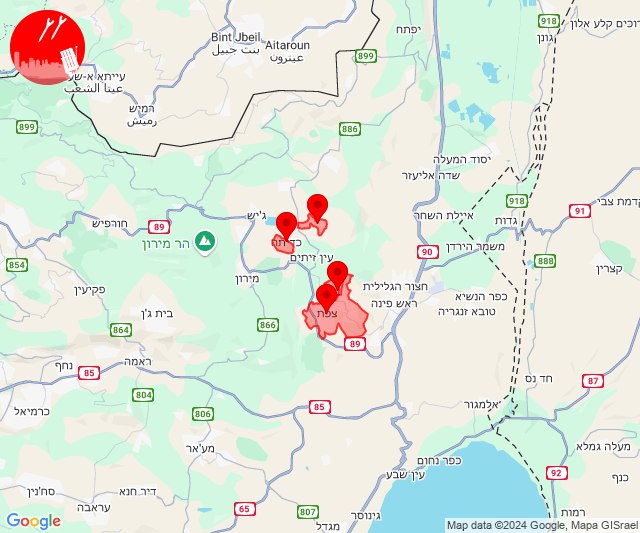 דרוכים קלע אלון
918
גונן
יפתח
Bint Jbeil
بنت جبيل
Aitaroun
عيترون
899
עייתא א-שע
عيتا الشعب
רמיש
رميش
899
886
יסוד המעלה
שדה אליעזר
918
קדמת צבי
91
ג'יש
איילת השחר
גדות
חורפיש
89
הר מירון
כדיתה
משמר הירדן
90
888
עין זיתים
854
קצרין
מירון
חצור הגלילית
ראש פינה
כפר הנשיא
טובא זנגריה
פקיעין
בית ג'ן
צפת
866
864
89
ראמה
נחף
85
87
חד נס
804
806
85
אלמגור
כרמיאל
מע'אר
מעלה גמלא
כפר נחום
עין שבע
92
כנף
סח'נין
דיר חנא
עראבה
65
807
גינוסר
מגדל
רמות
Google
Map data ©2024 Google, Mapa GISrael